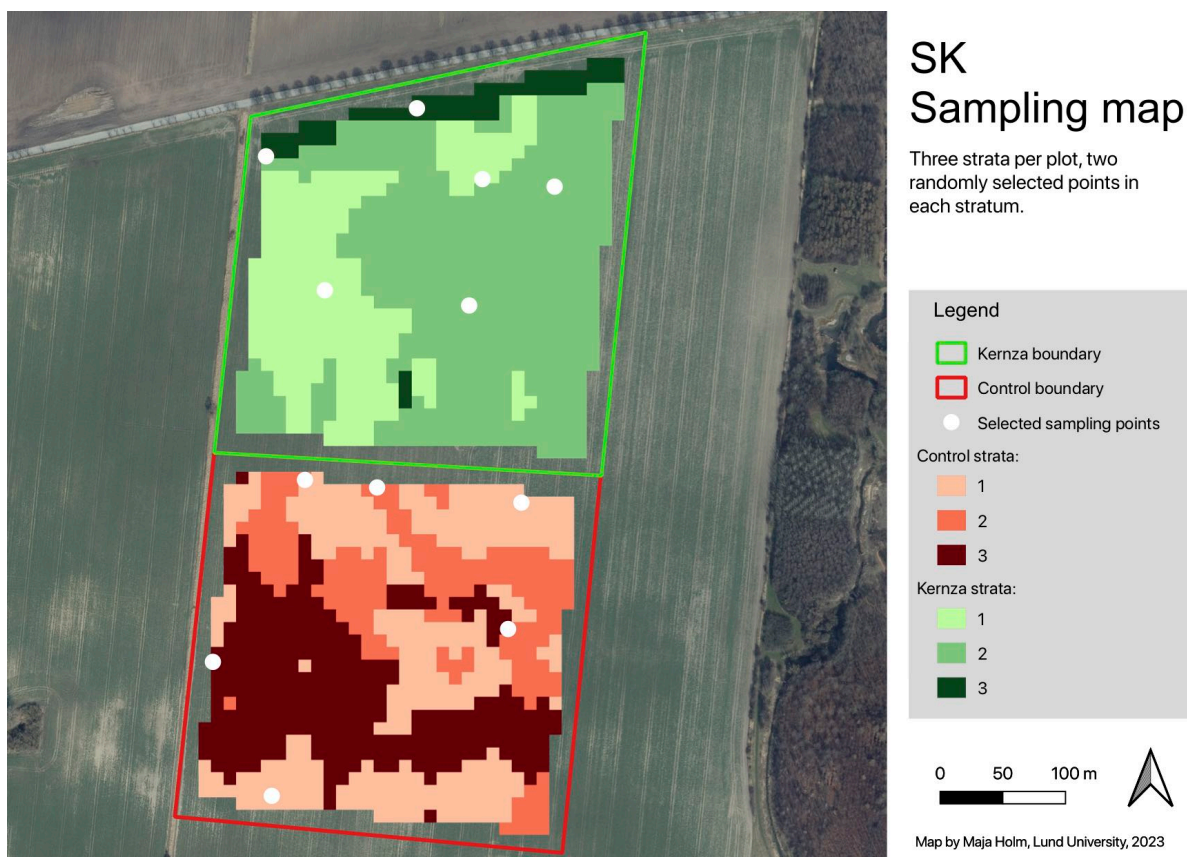 SK
Sampling map
Three strata per plot, two
randomly selected points in
each stratum.
Legend
Kernza boundary
Control boundary
Selected sampling points
Control strata:
1
2
3
Kernza strata:
1
2
3
0 50 100 m
Map by Maja Holm, Lund University, 2023